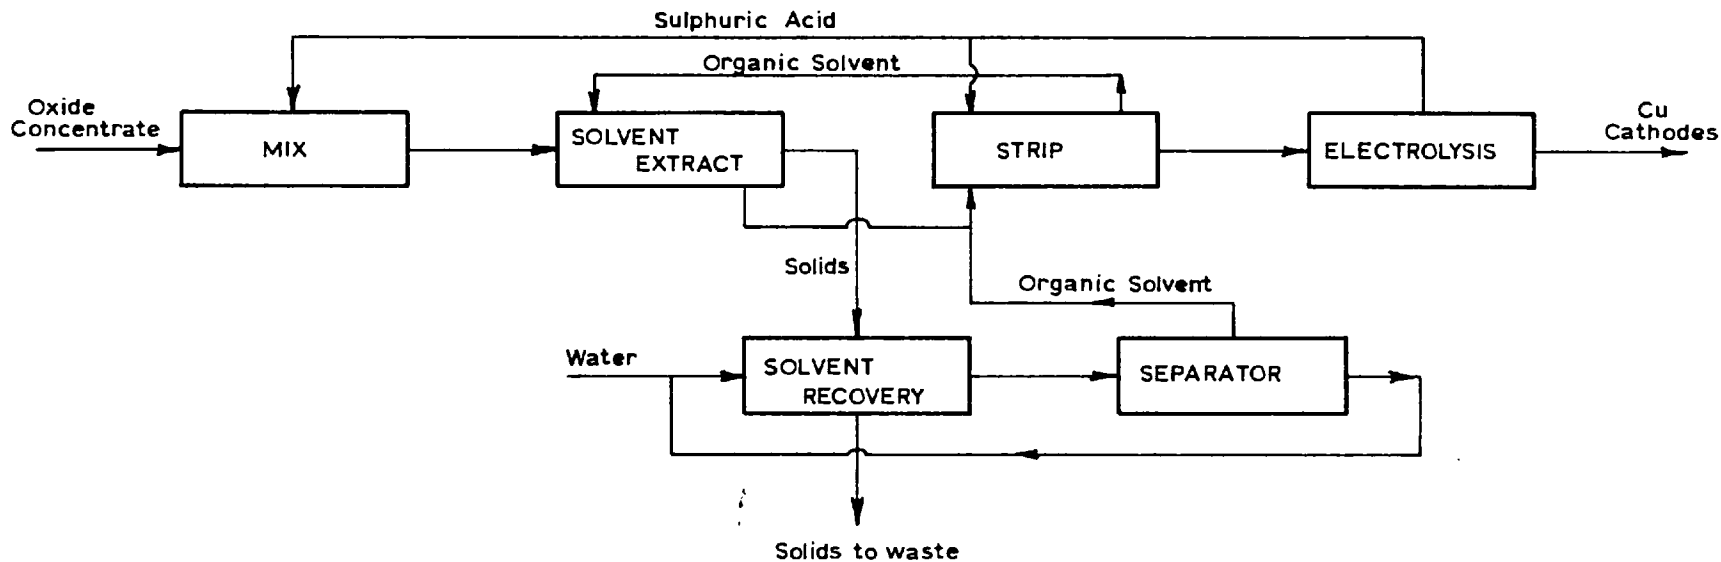 Sulphuric Acid
Organic Solvent
Oxide
Concentrate
MIX
SOLVENT
EXTRACT
STRIP
ELECTROLYSIS
Cu
Cathodes
Solids
Organic Solvent
Water
SOLVENT
RECOVERY
SEPARATOR
Solids to waste